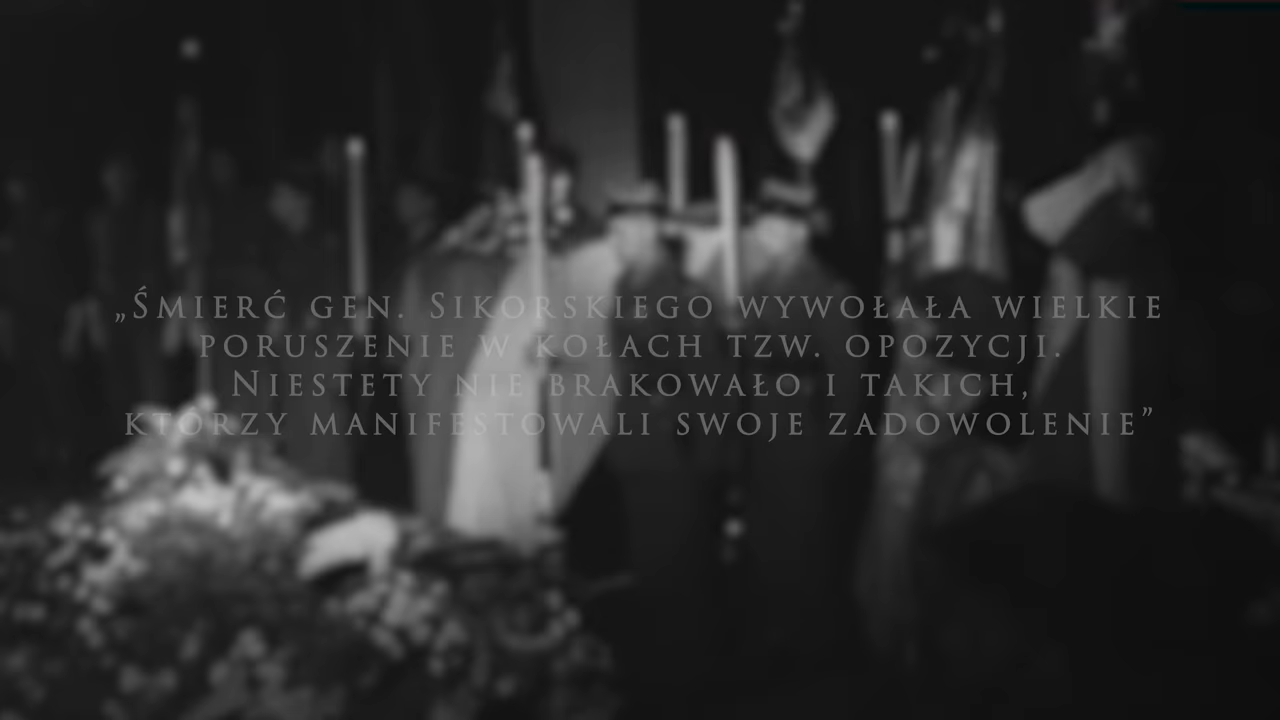 „Śmierć gen. Sikorskiego wywołała wielkie
poruszenie w kołach tzw. opozycji.
Niestety nie brakowało i takich,
którzy manifestowali swoje zadowolenie”